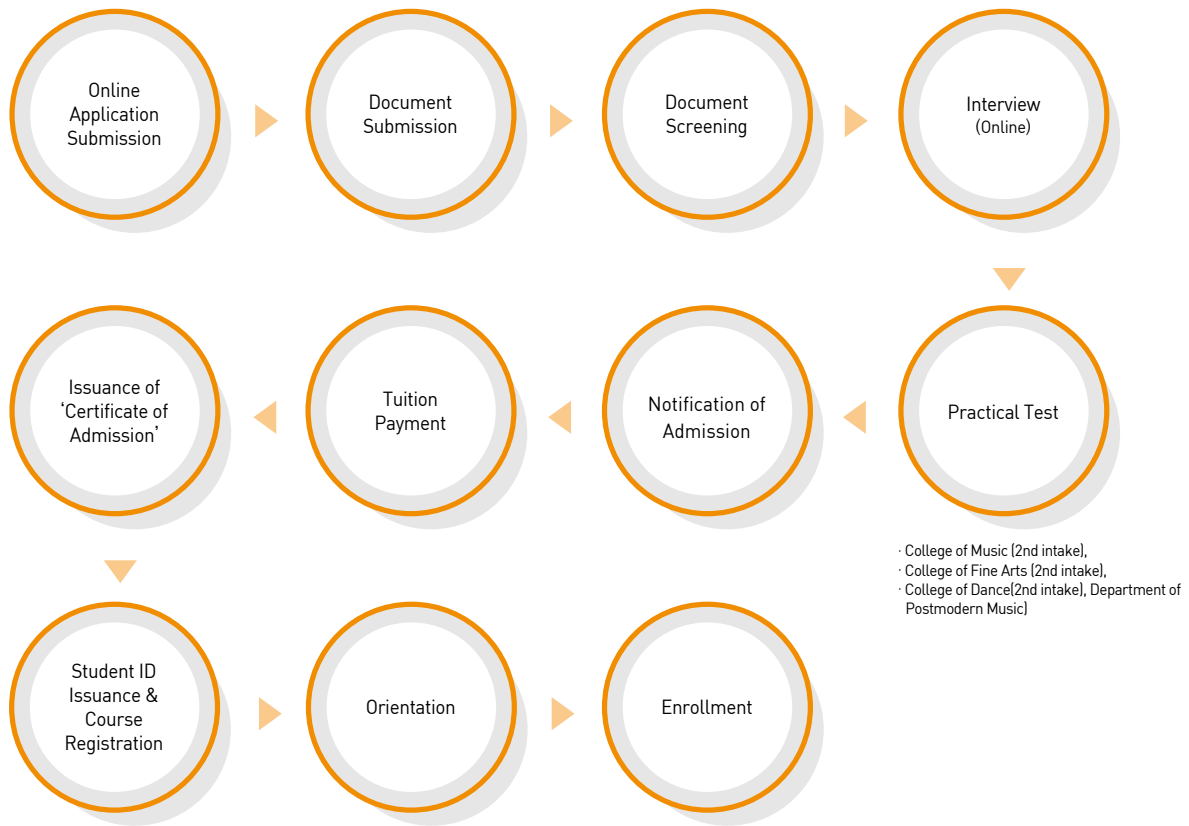 Online
Application
Submission
Document
Submission
Document
Screening
Interview
(Online)
Practical Test
· College of Music (2nd intake),
· College of Fine Arts (2nd intake),
· College of Dance(2nd intake), Department of
Postmodern Music)
Notification of
Admission
Tuition
Payment
Issuance of
‘Certificate of
Admission’
Student ID
Issuance &
Course
Registration
Orientation
Enrollment